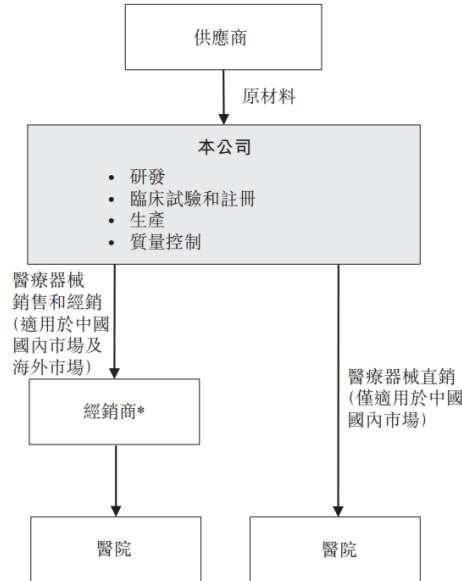 供應商
原材料
本公司
• 研發
• 臨床試驗和註冊
• 生產
• 質量控制
醫療器械
銷售和經銷
(適用於中國
國內市場及
海外市場)
醫療器械直銷
(僅適用於中國
國內市場)
經銷商*
醫院
醫院